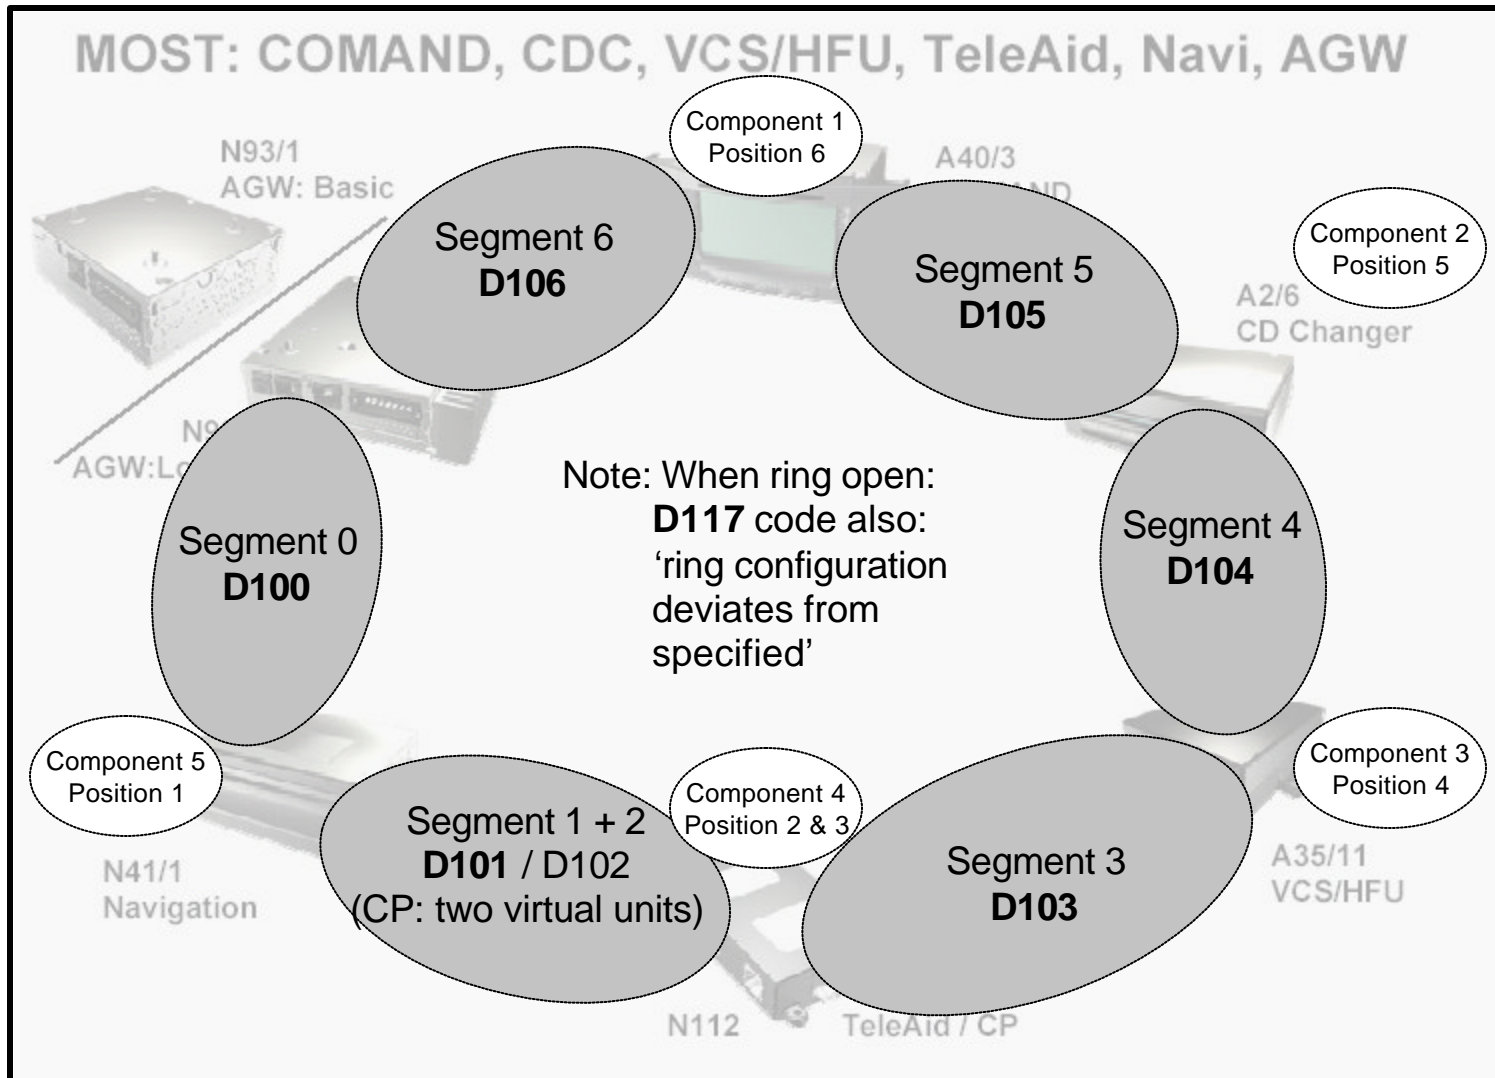 MOST: COMAND, CDC, VCS/HFU, TeleAid, Navi, AGW
Component 1
Position 6
N93/1
AGW: Basic
A40/3
Segment 6
D106
Segment 5
D105
Component 2
Position 5
A2/6
CD Changer
AGW:
Note: When ring open:
D117 code also:
‘ring configuration
deviates from
specified’
Segment 0
D100
Segment 4
D104
Component 5
Position 1
Component 4
Position 2 & 3
Component 3
Position 4
Segment 1 + 2
D101 / D102
(CP: two virtual units)
Segment 3
D103
N41/1
Navigation
A35/11
VCS/HFU
N112
TeleAid / CP